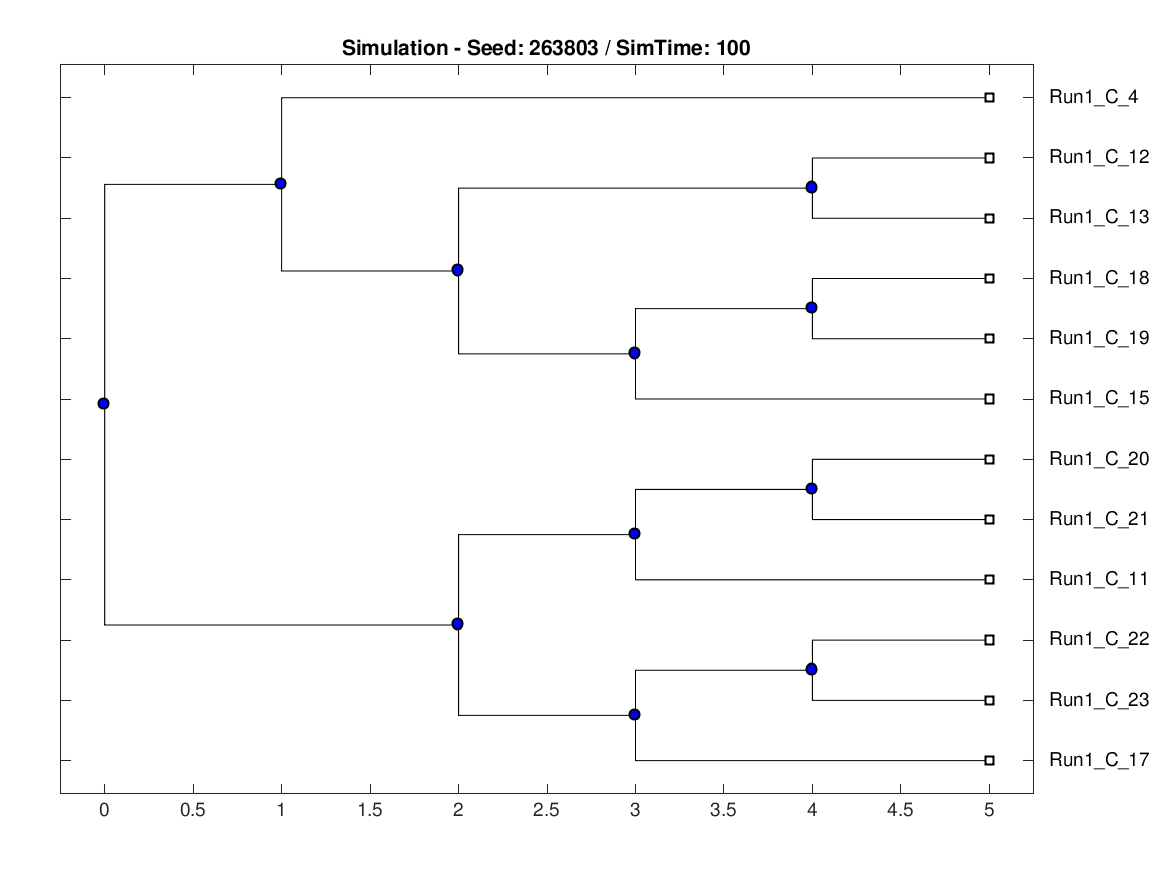 Simulation - Seed: 263803 / SimTime: 100
Run1_C_4
Run1_C_12
Run1_C_13
Run1_C_18
Run1_C_19
Run1_C_15
Run1_C_20
Run1_C_21
Run1_C_11
Run1_C_22
Run1_C_23
Run1_C_17
0 0.5 1 1.5 2 2.5 3 3.5 4 4.5 5